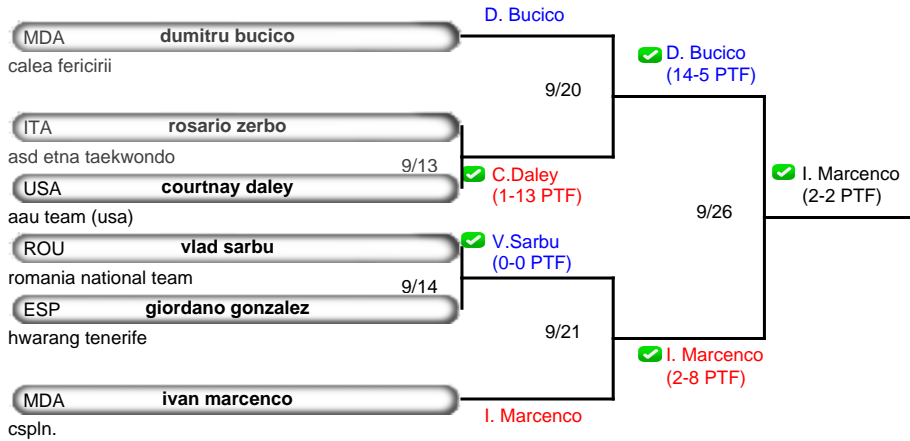 D. Bucico
MDA dumitru bucico
calea fericirii
D. Bucico
(14-5 PTF)
9/20
ITA rosario zerbo
asd etna taekwondo
9/13
USA courtnay daley
aau team (usa)
C.Daley
(1-13 PTF)
I. Marcenco
(2-2 PTF)
9/26
ROU vlad sarbu
romania national team
V.Sarbu
(0-0 PTF)
9/14
ESP giordano gonzalez
hwarang tenerife
9/21
I. Marcenco
(2-8 PTF)
MDA ivan marcenco
cspln.
I. Marcenco